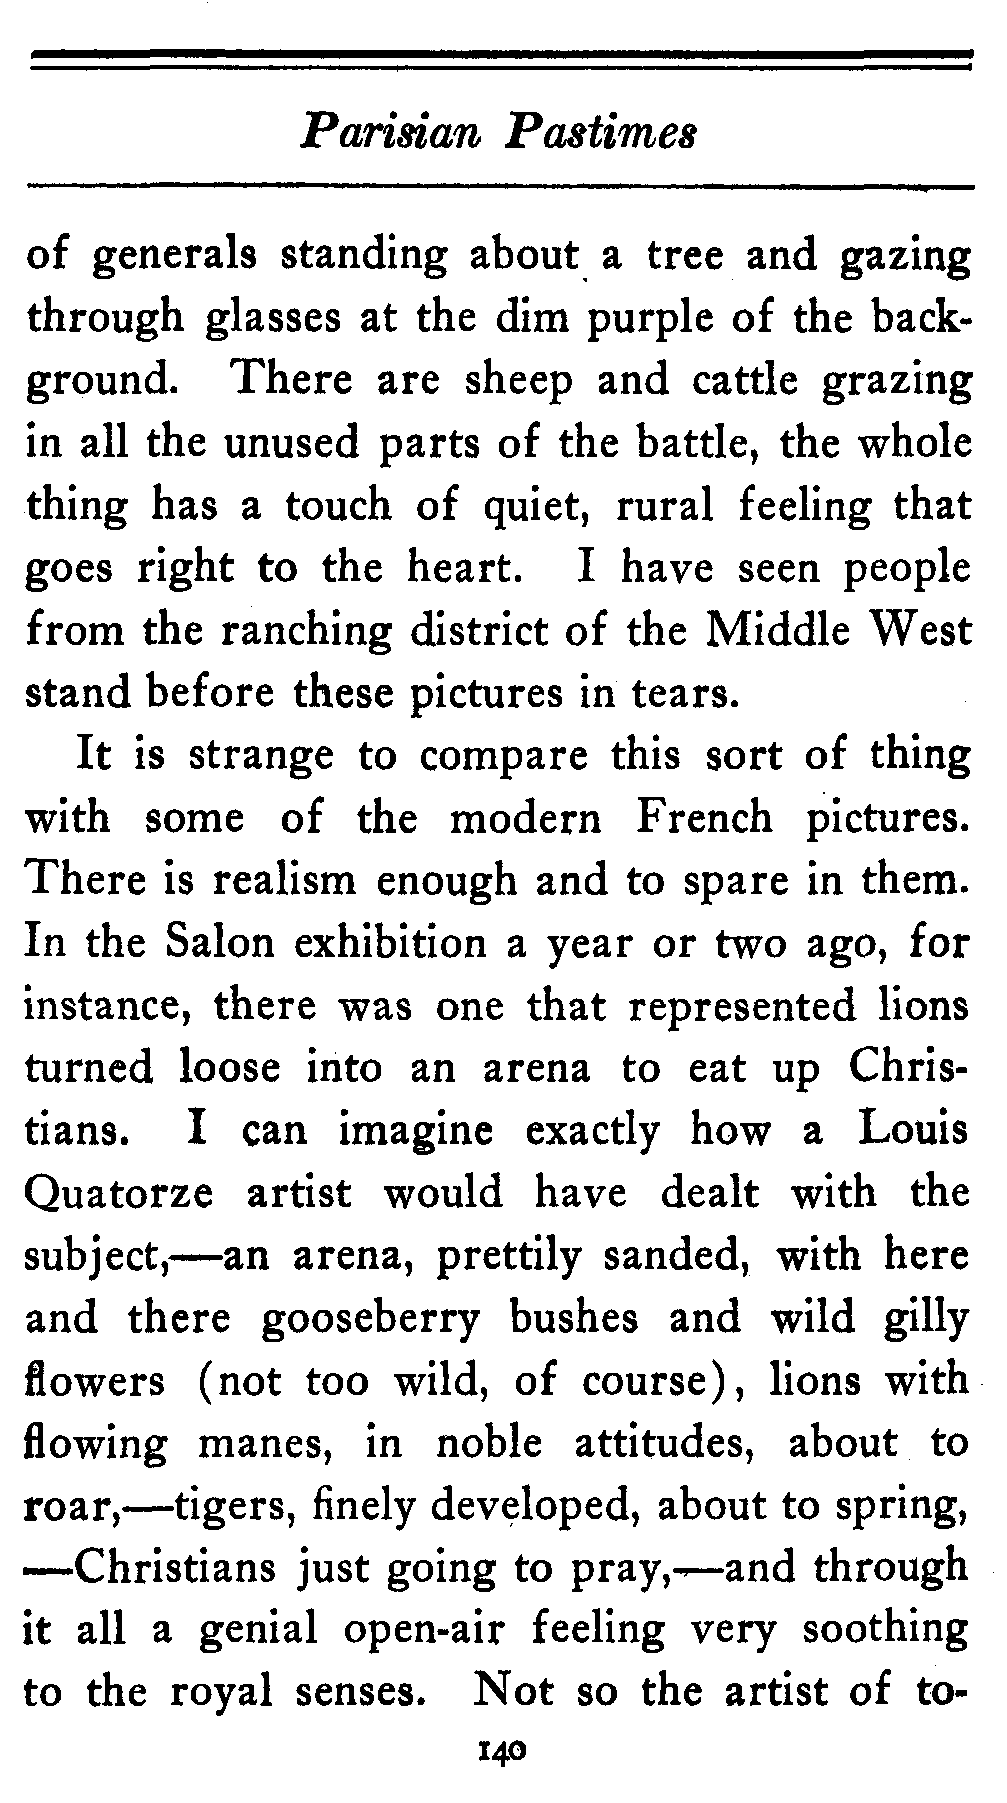 Parisian Pastimes
of generals standing about a tree and gazing
through glasses at the dim purple of the back-
ground. There are sheep and cattle grazing
in all the unused parts of the battle, the whole
thing has a touch of quiet, rural feeling that
goes right to the heart. I have seen people
from the ranching district of the Middle West
stand before these pictures in tears.
It is strange to compare this sort of thing
with some of the modern French pictures.
There is realism enough and to spare in them.
In the Salon exhibition a year or two ago, for
instance, there was one that represented lions
turned loose into an arena to eat up Chris-
tians. I can imagine exactly how a Louis
Quatorze artist would have dealt with the
subject,—an arena, prettily sanded, with here
and there gooseberry bushes and wild gilly
flowers (not too wild, of course), lions with
flowing manes, in noble attitudes, about to
roar,—tigers, finely developed, about to spring,
—Christians just going to pray,—and through
it all a genial open-air feeling very soothing
to the royal senses. Not so the artist of to-
140